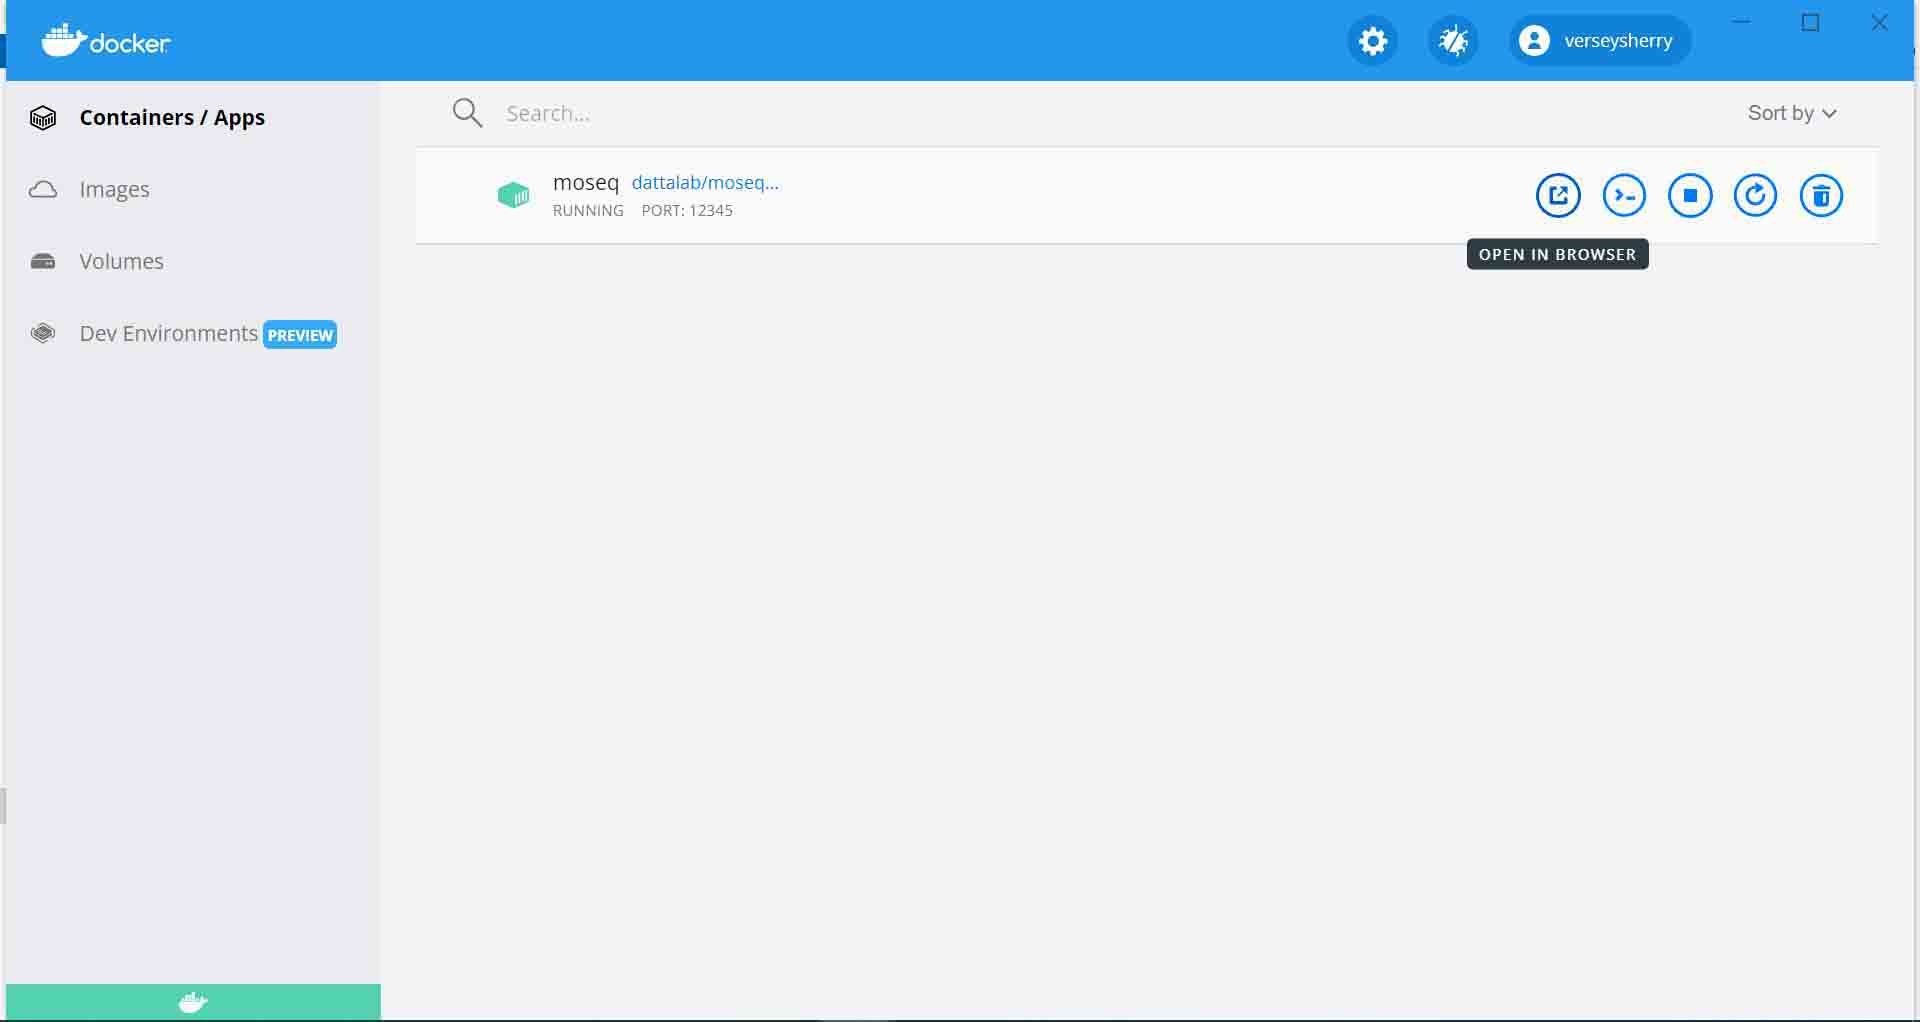 docker
verseysherry
Containers / Apps
Images
Volumes
Dev Environments PREVIEW
Search...
Sort by
moseq dattalab/moseq...
RUNNING PORT: 12345
OPEN IN BROWSER